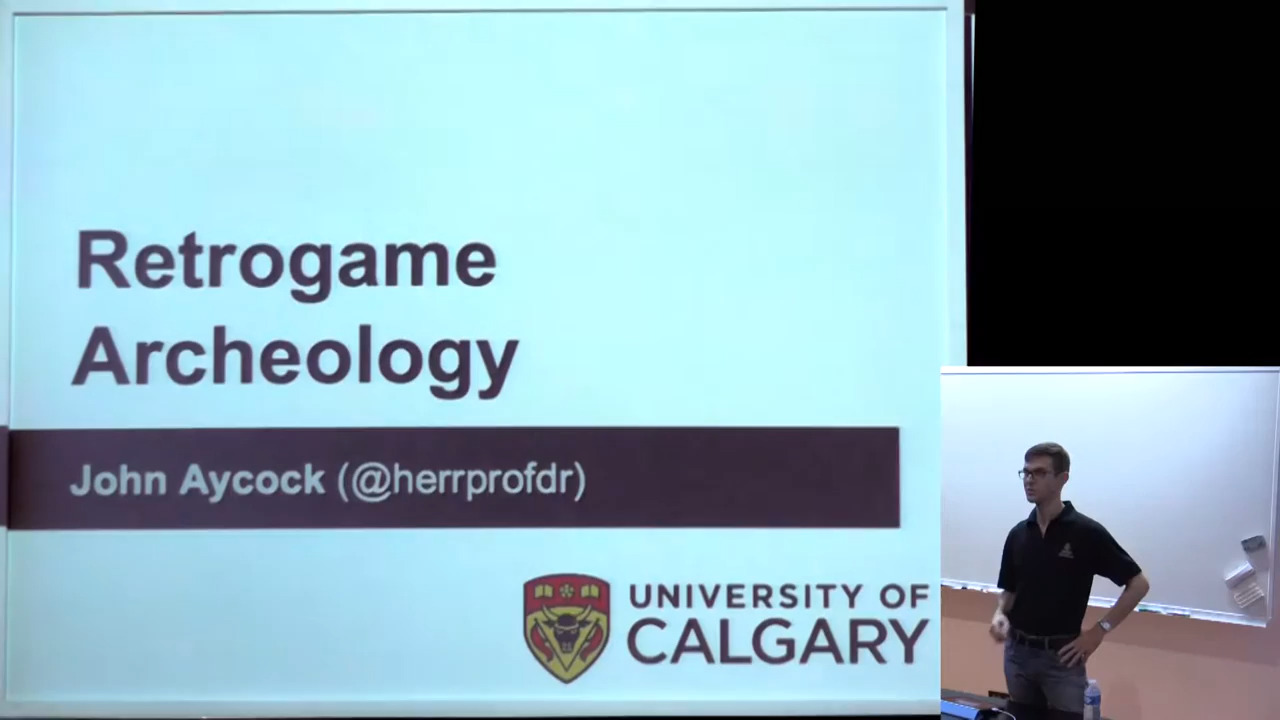 Retrogame
Archeology
John Aycock (@herrprofdr)
UNIVERSITY OF
CALGARY